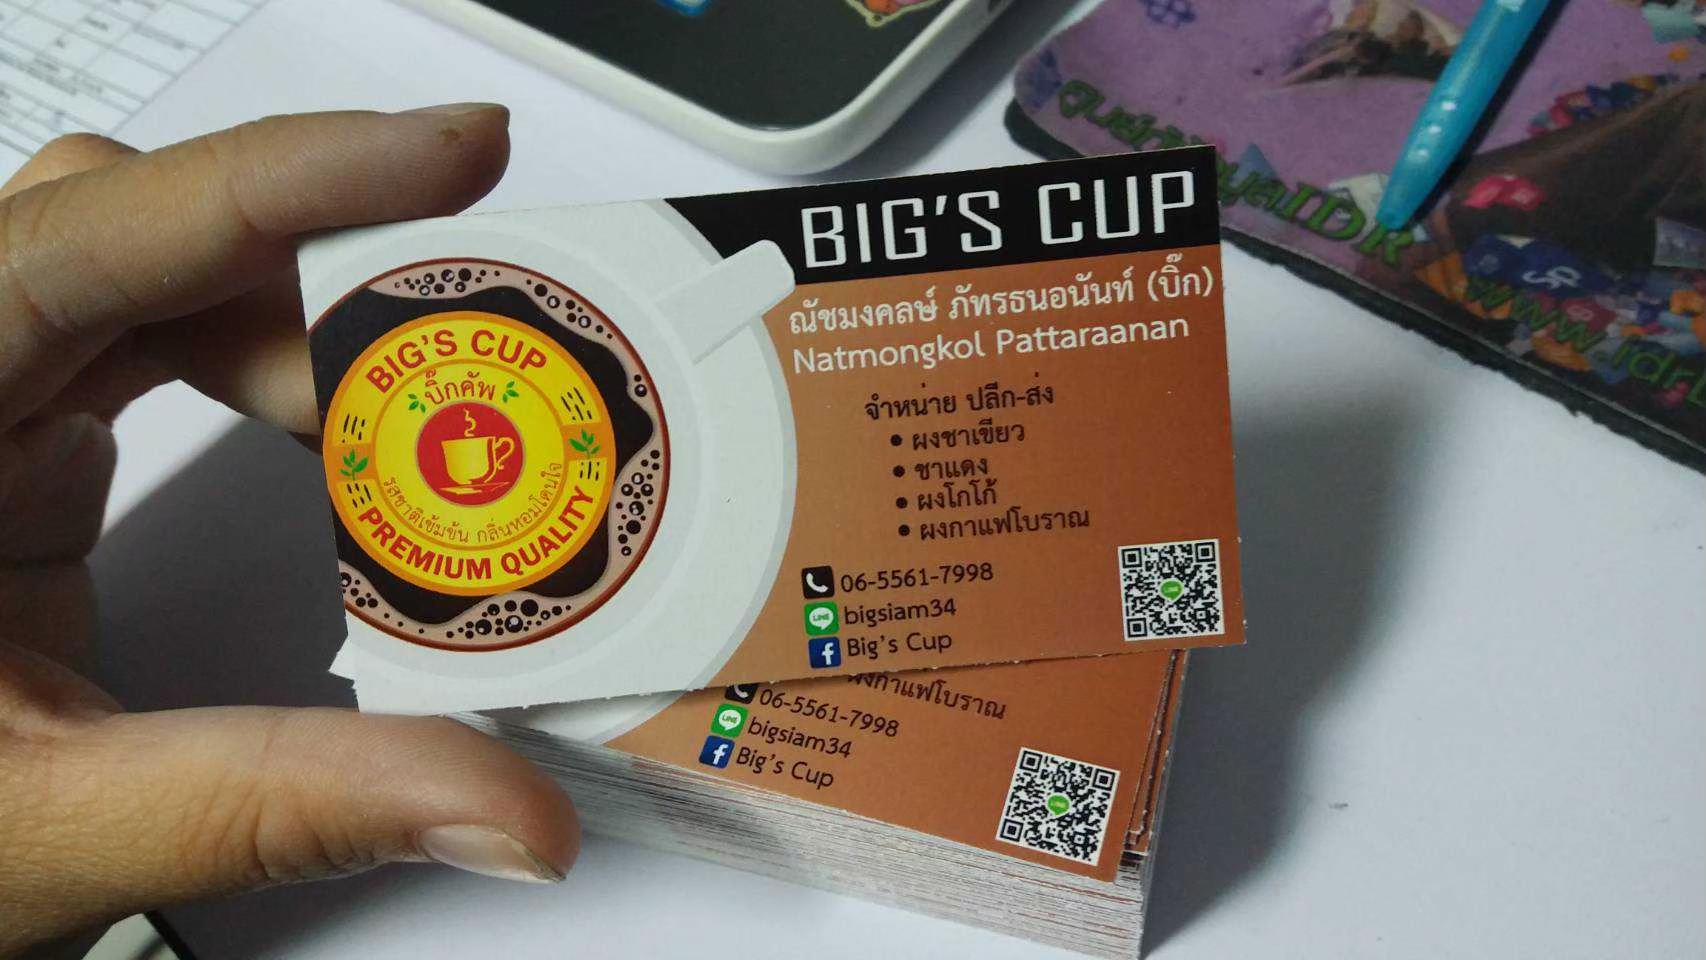 BIG'S CUP
ณัชมงคลษ์ ภัทรธนอนันท์ (บิ๊ก)
Natmongkol Pattaraanan
จำหน่าย ปลีก-ส่ง
• ผงชาเขียว
• ชาแดง
• ผงโกโก้
• ผงกาแฟโบราณ
06-5561-7998
LINE bigsiam34
f Big's Cup
BIG'S CUP
บิ๊กคัพ
รสชาติเข้มข้น กลิ่นหอมโดนใจ
PREMIUM QUALITY
ผงกาแฟโบราณ
06-5561-7998
LINE bigsiam34
f Big's Cup